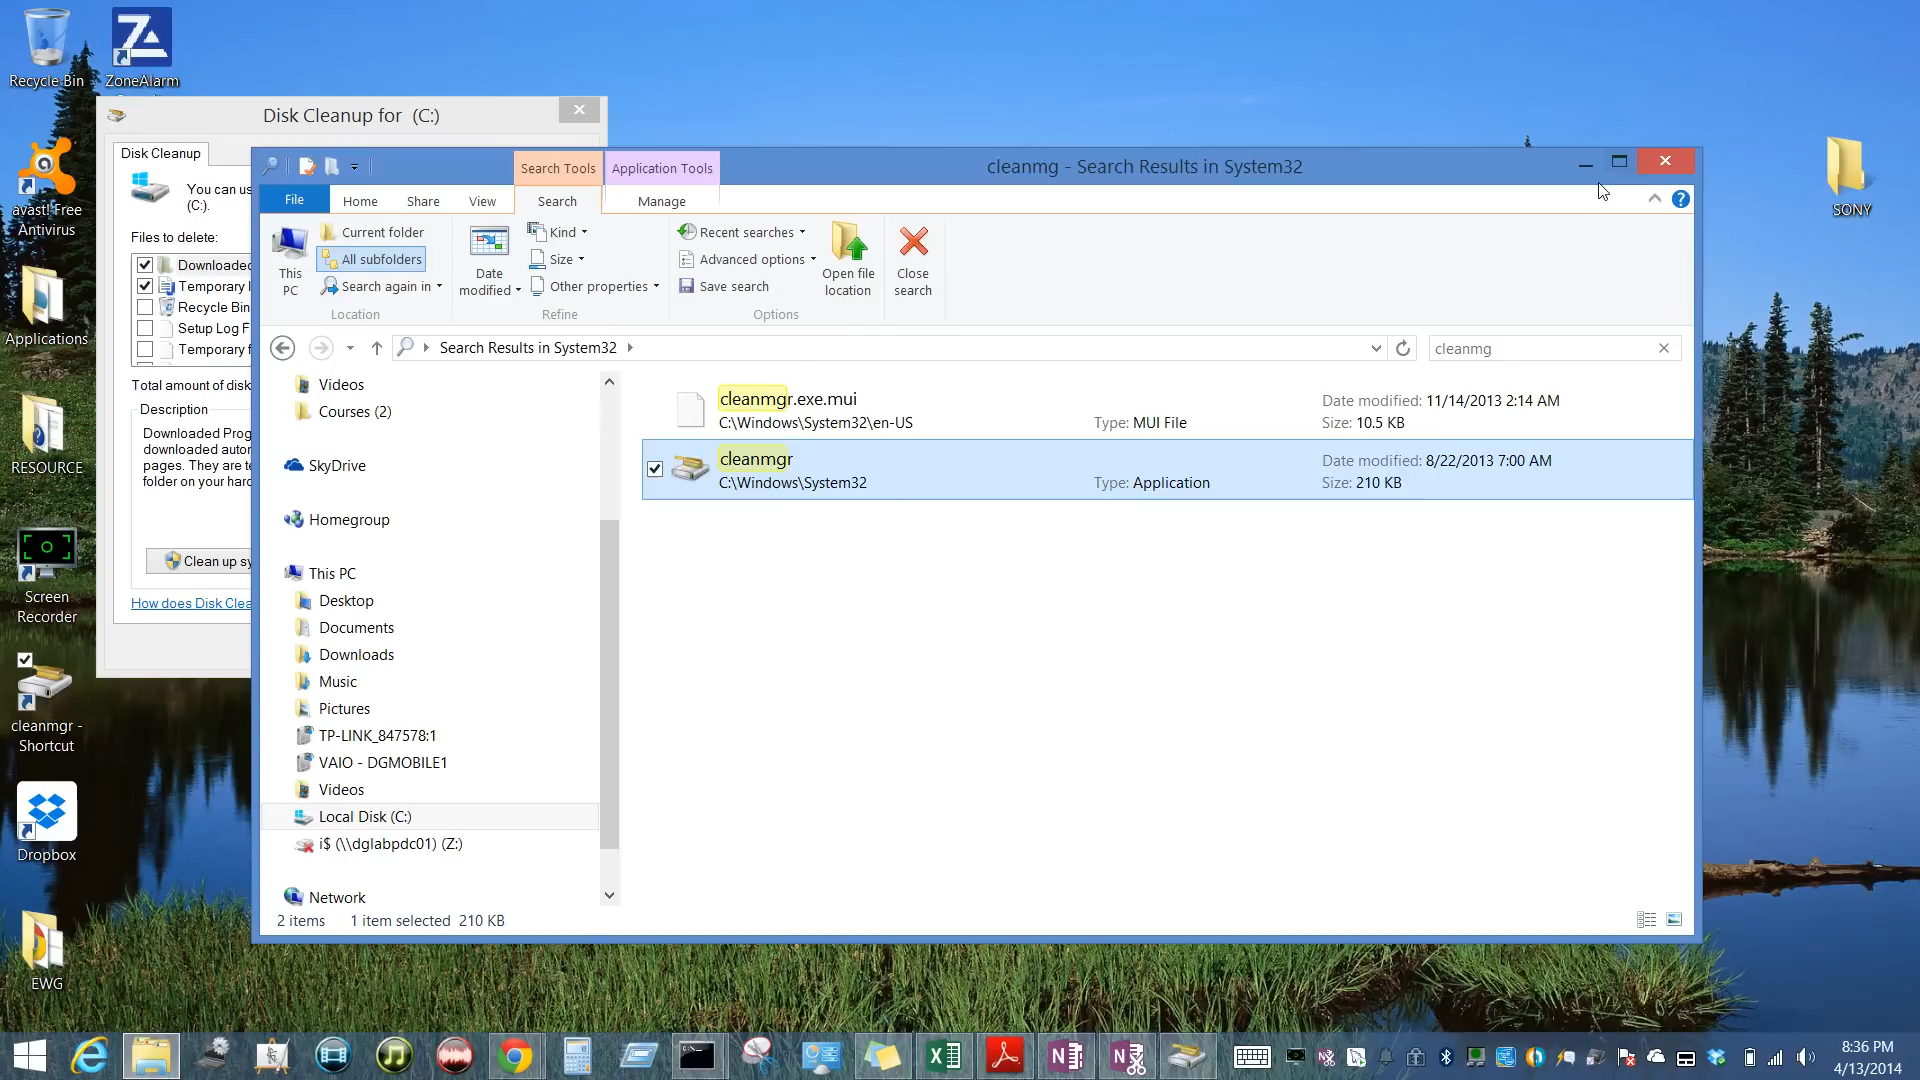 Recycle Bin
ZoneAlarm
avast! Free
Antivirus
Applications
RESOURCE
Screen
Recorder
cleanmgr -
Shortcut
Dropbox
EWG
SONY
Disk Cleanup for (C:)
Disk Cleanup
You can us
(C:).
Files to delete:
Downloaded
Temporary I
Recycle Bin
Setup Log F
Temporary f
Total amount of disk
Description
Downloaded Prog
downloaded autor
pages. They are te
folder on your hard
Clean up sy
How does Disk Clea
Search Tools
Application Tools
cleanmg - Search Results in System32
File
Home
Share
View
Search
Manage
This
PC
Current folder
All subfolders
Search again in
Location
Date
modified
Kind
Size
Other properties
Refine
Recent searches
Advanced options
Save search
Options
Open file
location
Close
search
Search Results in System32
cleanmg
Videos
Courses (2)
SkyDrive
Homegroup
This PC
Desktop
Documents
Downloads
Music
Pictures
TP-LINK_847578:1
VAIO - DGMOBILE1
Videos
Local Disk (C:)
i$ (\\dglabpdc01) (Z:)
Network
cleanmgr.exe.mui
C:\Windows\System32\en-US
Type: MUI File
Date modified: 11/14/2013 2:14 AM
Size: 10.5 KB
cleanmgr
C:\Windows\System32
Type: Application
Date modified: 8/22/2013 7:00 AM
Size: 210 KB
2 items 1 item selected 210 KB
8:36 PM
4/13/2014